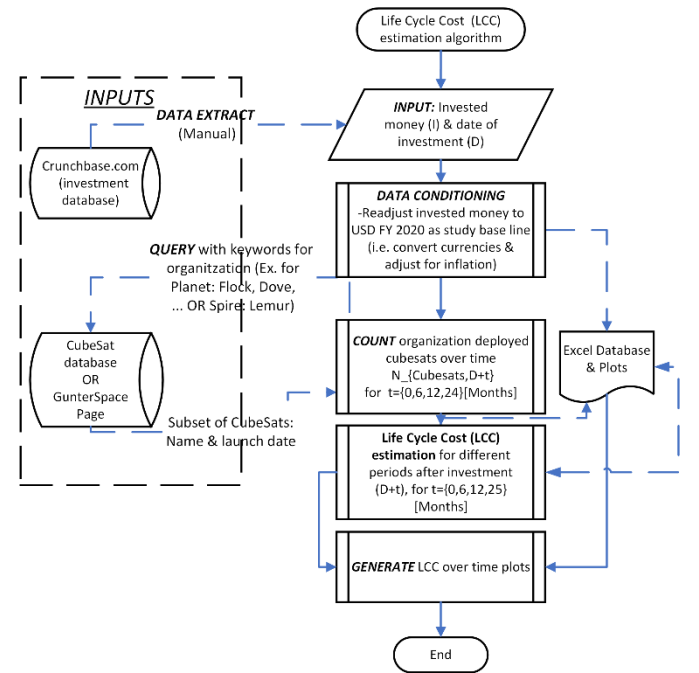 Life Cycle Cost (LCC)
estimation algorithm
INPUTS
DATA EXTRACT
(Manual)
INPUT: Invested
money (I) & date of
investment (D)
Crunchbase.com
(investment
database)
DATA CONDITIONING
-Readjust invested money to
USD FY 2020 as study base line
(i.e. convert currencies &
adjust for inflation)
QUERY with keywords for
organitzation (Ex. for
Planet: Flock, Dove,
... OR Spire: Lemur)
CubeSat
database
OR
GunterSpace
Page
COUNT organization deployed
cubesats over time
N_{Cubesats,D+t}
for t={0,6,12,24}[Months]
Excel Database
& Plots
Subset of CubeSats:
Name & launch date
Life Cycle Cost (LCC)
estimation for different
periods after investment
(D+t), for t={0,6,12,25}
[Months]
GENERATE LCC over time plots
End